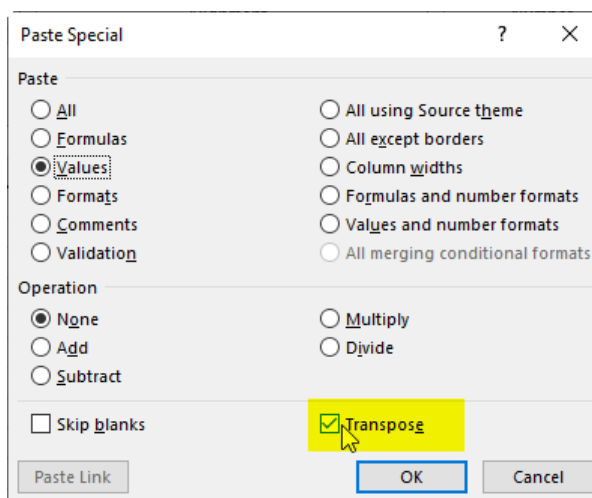 Paste Special ? X
Paste
All All using Source theme
Formulas All except borders
Values Column widths
Formats Formulas and number formats
Comments Values and number formats
Validation All merging conditional formats
Operation
None Multiply
Add Divide
Subtract
Skip blanks Transpose
Paste Link OK Cancel